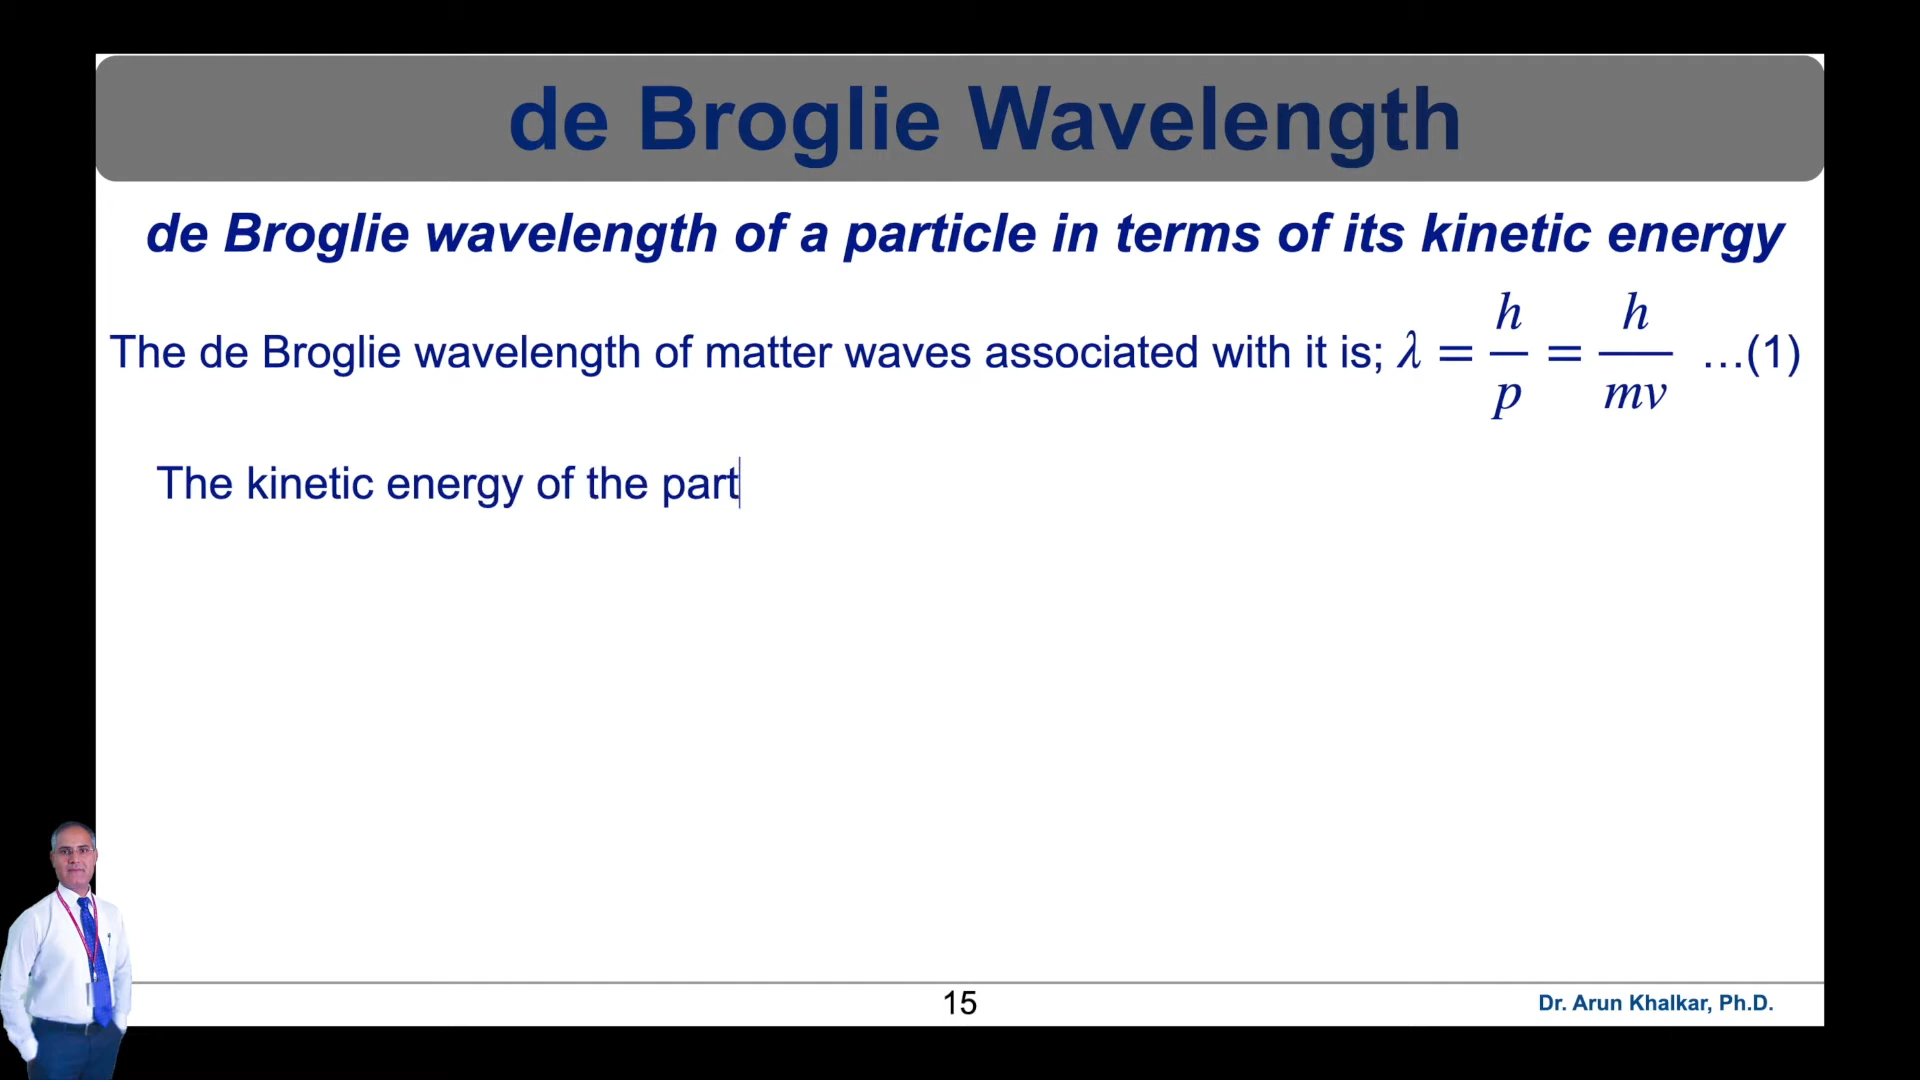 de Broglie Wavelength
de Broglie wavelength of a particle in terms of its kinetic energy
The de Broglie wavelength of matter waves associated with it is; λ = h/p = h/mv …(1)
The kinetic energy of the part
15
Dr. Arun Khalkar, Ph.D.